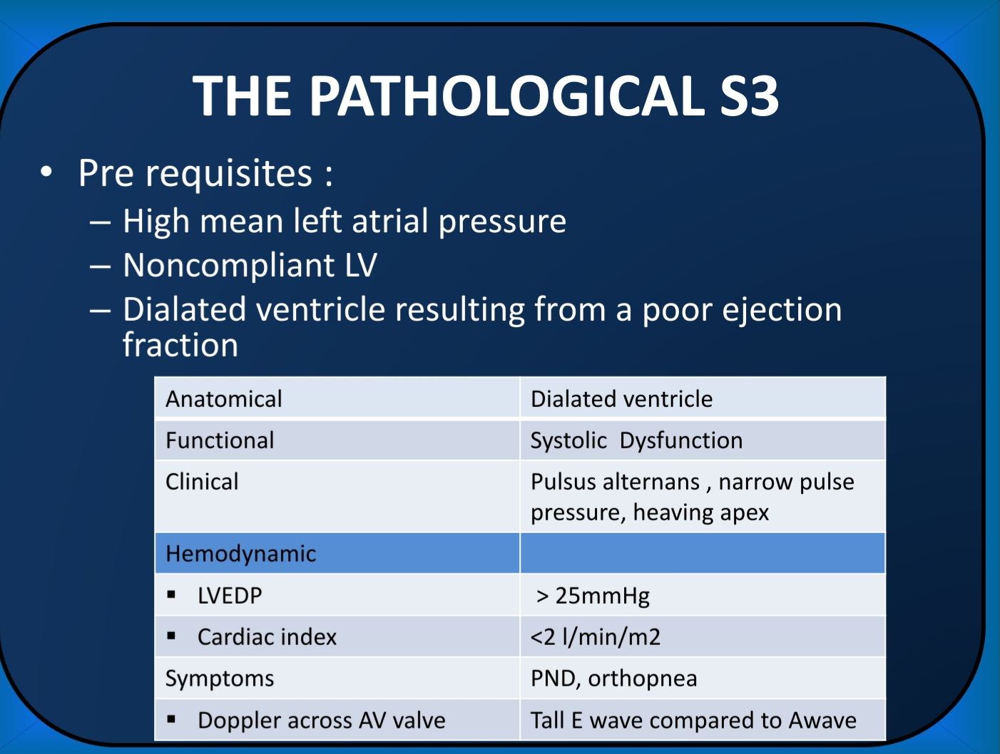 THE PATHOLOGICAL S3
• Pre requisites :
– High mean left atrial pressure
– Noncompliant LV
– Dialated ventricle resulting from a poor ejection
fraction
Anatomical Dialated ventricle
Functional Systolic Dysfunction
Clinical Pulsus alternans , narrow pulse
pressure, heaving apex
Hemodynamic
▪ LVEDP > 25mmHg
▪ Cardiac index <2 l/min/m2
Symptoms PND, orthopnea
▪ Doppler across AV valve Tall E wave compared to Awave